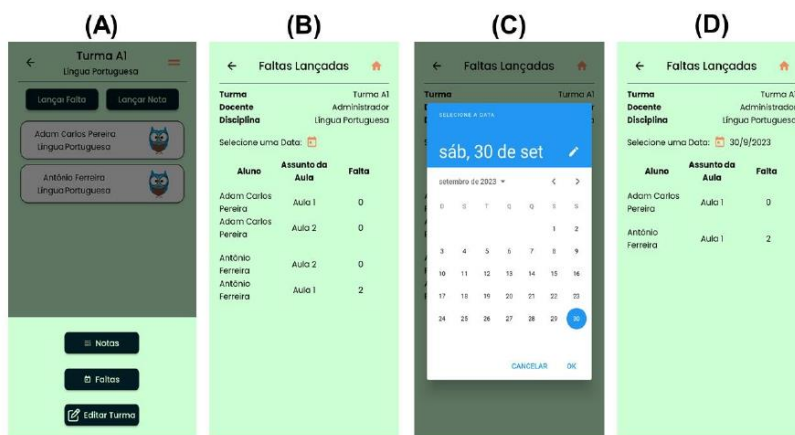 (A)
Turma A1
Língua Portuguesa
Lançar Falta
Lançar Nota
Adam Carlos Pereira
Língua Portuguesa
António Ferreira
Língua Portuguesa
Notas
Faltas
Editar Turma
(B)
Faltas Lançadas
Turma Turma A1
Docente Administrador
Disciplina Língua Portuguesa
Selecione uma Data:
Aluno Assunto da Aula Falta
Adam Carlos Pereira Aula 1 0
Adam Carlos Pereira Aula 2 0
António Ferreira Aula 2 0
António Ferreira Aula 1 2
(C)
Faltas Lançadas
Turma Turma A1
SELECIONE A DATA
sáb, 30 de set
setembro de 2023
D S T Q Q S S
1 2
3 4 5 6 7 8 9
10 11 12 13 14 15 16
17 18 19 20 21 22 23
24 25 26 27 28 29 30
CANCELAR OK
(D)
Faltas Lançadas
Turma Turma A1
Docente Administrador
Disciplina Língua Portuguesa
Selecione uma Data: 30/9/2023
Aluno Assunto da Aula Falta
Adam Carlos Pereira Aula 1 0
António Ferreira Aula 1 2